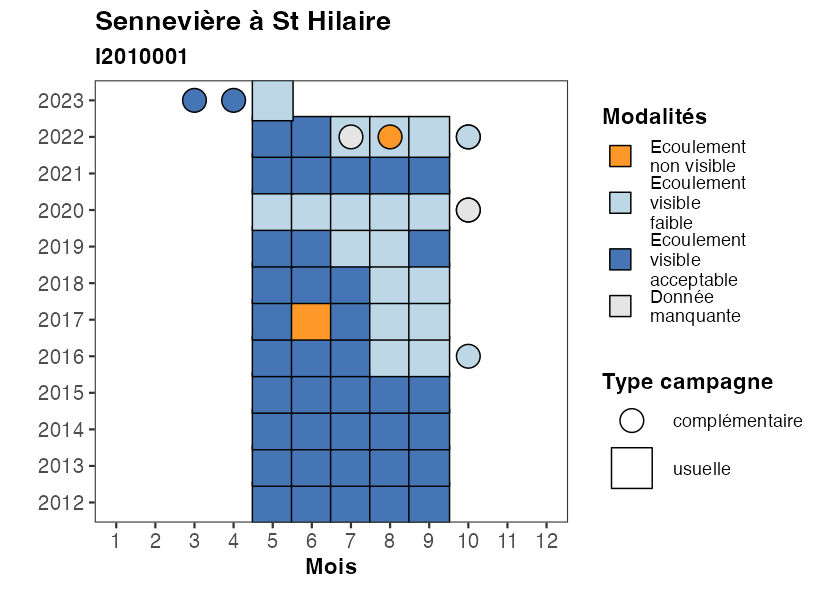 Sennevière à St Hilaire
I2010001
2023
2022
2021
2020
2019
2018
2017
2016
2015
2014
2013
2012
1 2 3 4 5 6 7 8 9 10 11 12
Mois
Modalités
Ecoulement
non visible
Ecoulement
visible
faible
Ecoulement
visible
acceptable
Donnée
manquante
Type campagne
complémentaire
usuelle